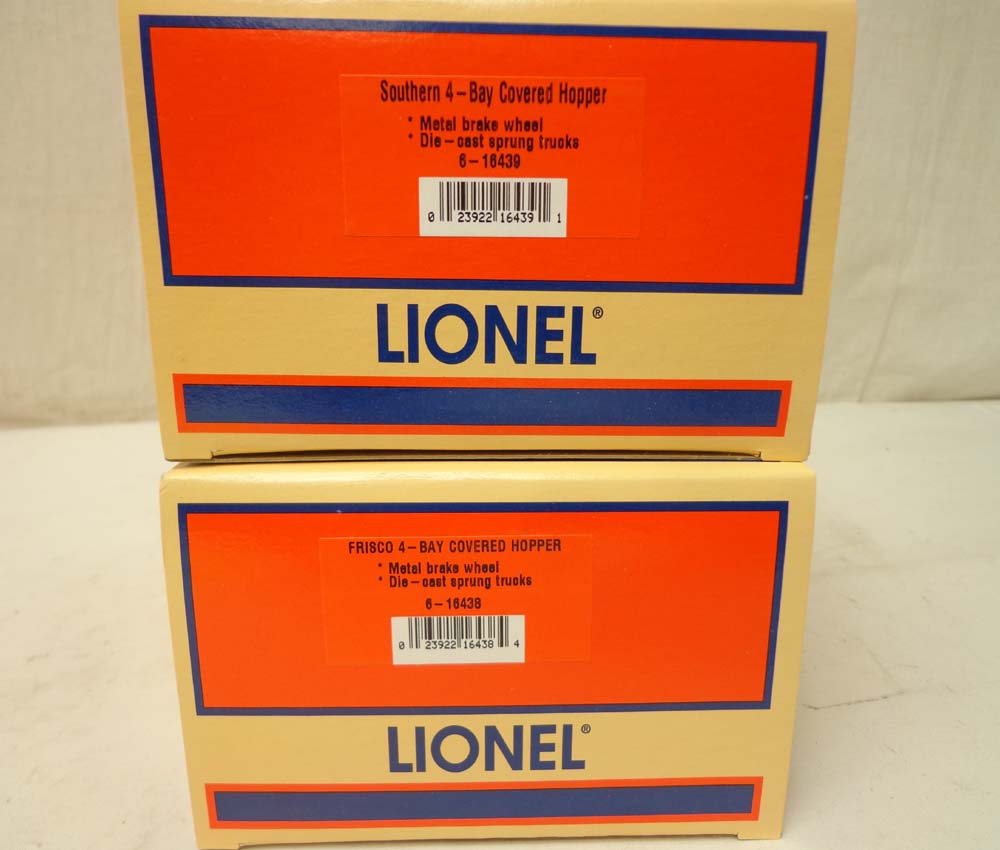 Southern 4-Bay Covered Hopper
* Metal brake wheel
* Die-cast sprung trucks
6-16439
0 23922 16439 1
LIONEL®
FRISCO 4-BAY COVERED HOPPER
* Metal brake wheel
* Die-cast sprung trucks
6-16438
0 23922 16438 4
LIONEL®